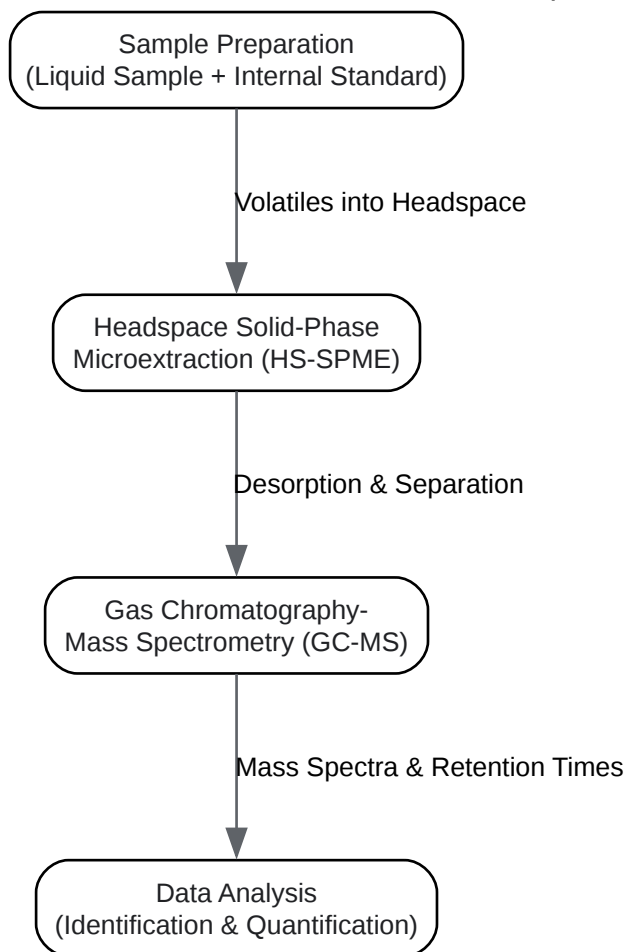 Sample Preparation
(Liquid Sample + Internal Standard)
Volatiles into Headspace
Headspace Solid-Phase
Microextraction (HS-SPME)
Desorption & Separation
Gas Chromatography-
Mass Spectrometry (GC-MS)
Mass Spectra & Retention Times
Data Analysis
(Identification & Quantification)